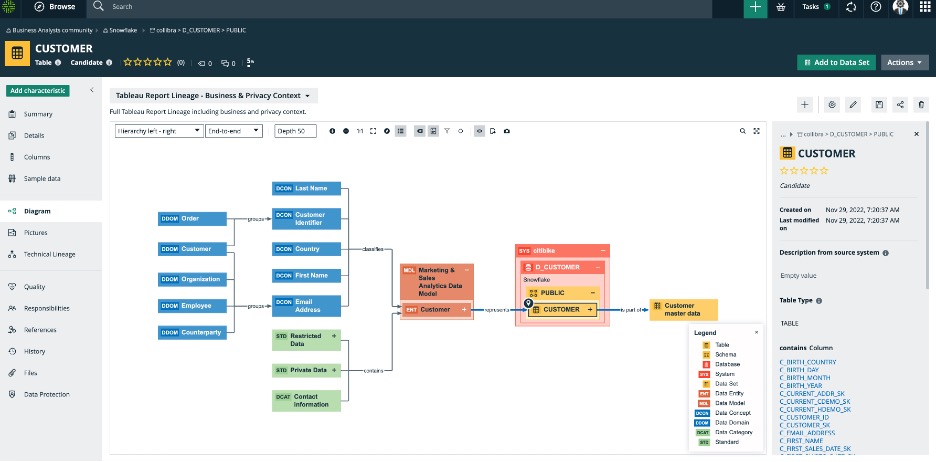 Browse
Search
Tasks 1
Business Analysts community > Snowflake > collibra > D_CUSTOMER > PUBLIC
CUSTOMER
Table Candidate (0) 0 0
Add to Data Set
Actions
Add characteristic
Summary
Details
Columns
Sample data
Diagram
Pictures
Technical Lineage
Quality
Responsibilities
References
History
Files
Data Protection
Tableau Report Lineage - Business & Privacy Context
Full Tableau Report Lineage including business and privacy context.
Hierarchy left - right
End-to-end
Depth 50
1:1
DDOM Order
DDOM Customer
DDOM Organization
DDOM Employee
DDOM Counterparty
groups
groups
DCON Last Name
DCON Customer
Identifier
DCON Country
DCON First Name
DCON Email
Address
STD Restricted
Data
STD Private Data
DCAT Contact
Information
classifies
contains
MDL Marketing &
Sales
Analytics Data
Model
ENT Customer
represents
SYS citibike
D_CUSTOMER
Snowflake
PUBLIC
CUSTOMER
is part of
Customer
master data
Legend
Table
Schema
Database
SYS System
Data Set
ENT Data Entity
MDL Data Model
DCON Data Concept
DDOM Data Domain
DCAT Data Category
STD Standard
... collibra > D_CUSTOMER > PUBLIC
CUSTOMER
Candidate
Created on Nov 29, 2022, 7:20:37 AM
Last modified Nov 29, 2022, 7:20:37 AM
on
Description from source system
Empty value
Table Type
TABLE
contains Column
C_BIRTH_COUNTRY
C_BIRTH_DAY
C_BIRTH_MONTH
C_BIRTH_YEAR
C_CURRENT_ADDR_SK
C_CURRENT_CDEMO_SK
C_CURRENT_HDEMO_SK
C_CUSTOMER_ID
C_CUSTOMER_SK
C_EMAIL_ADDRESS
C_FIRST_NAME
C_FIRST_SALES_DATE_SK